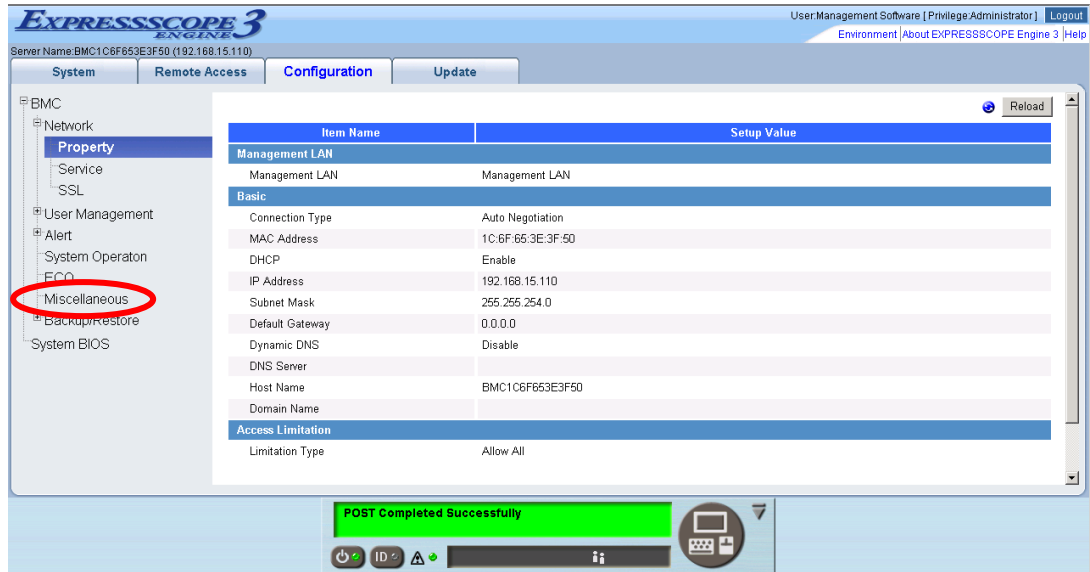 EXPRESSSCOPE ENGINE 3
User:Management Software [ Privilege:Administrator ] Logout
Environment About EXPRESSSCOPE Engine 3 Help
Server Name:BMC1C6F653E3F50 (192.168.15.110)
System Remote Access Configuration Update
BMC
Network
Property
Service
SSL
User Management
Alert
System Operaton
ECO
Miscellaneous
Backup/Restore
System BIOS
Reload
Item Name Setup Value
Management LAN
Management LAN Management LAN
Basic
Connection Type Auto Negotiation
MAC Address 1C:6F:65:3E:3F:50
DHCP Enable
IP Address 192.168.15.110
Subnet Mask 255.255.254.0
Default Gateway 0.0.0.0
Dynamic DNS Disable
DNS Server
Host Name BMC1C6F653E3F50
Domain Name
Access Limitation
Limitation Type Allow All
POST Completed Successfully
ID